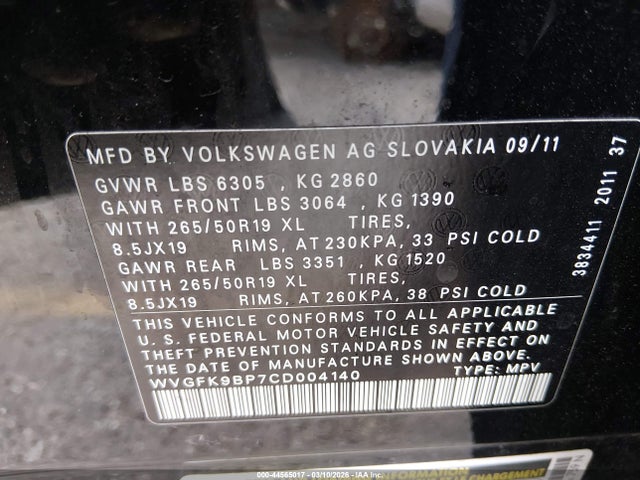 MFD BY VOLKSWAGEN AG SLOVAKIA 09/11
GVWR LBS 6305 , KG 2860
GAWR FRONT LBS 3064 , KG 1390
WITH 265/50R19 XL TIRES,
8.5JX19 RIMS, AT 230KPA, 33 PSI COLD
GAWR REAR LBS 3351 , KG 1520
WITH 265/50R19 XL TIRES,
8.5JX19 RIMS, AT 260KPA, 38 PSI COLD
THIS VEHICLE CONFORMS TO ALL APPLICABLE
U. S. FEDERAL MOTOR VEHICLE SAFETY AND
THEFT PREVENTION STANDARDS IN EFFECT ON
THE DATE OF MANUFACTURE SHOWN ABOVE.
WVGFK9BP7CD004140 TYPE: MPV
3834411 2011 37
INFORMATION
CHARGEMENT
000-44565017 - 03/10/2026 - IAA Inc.